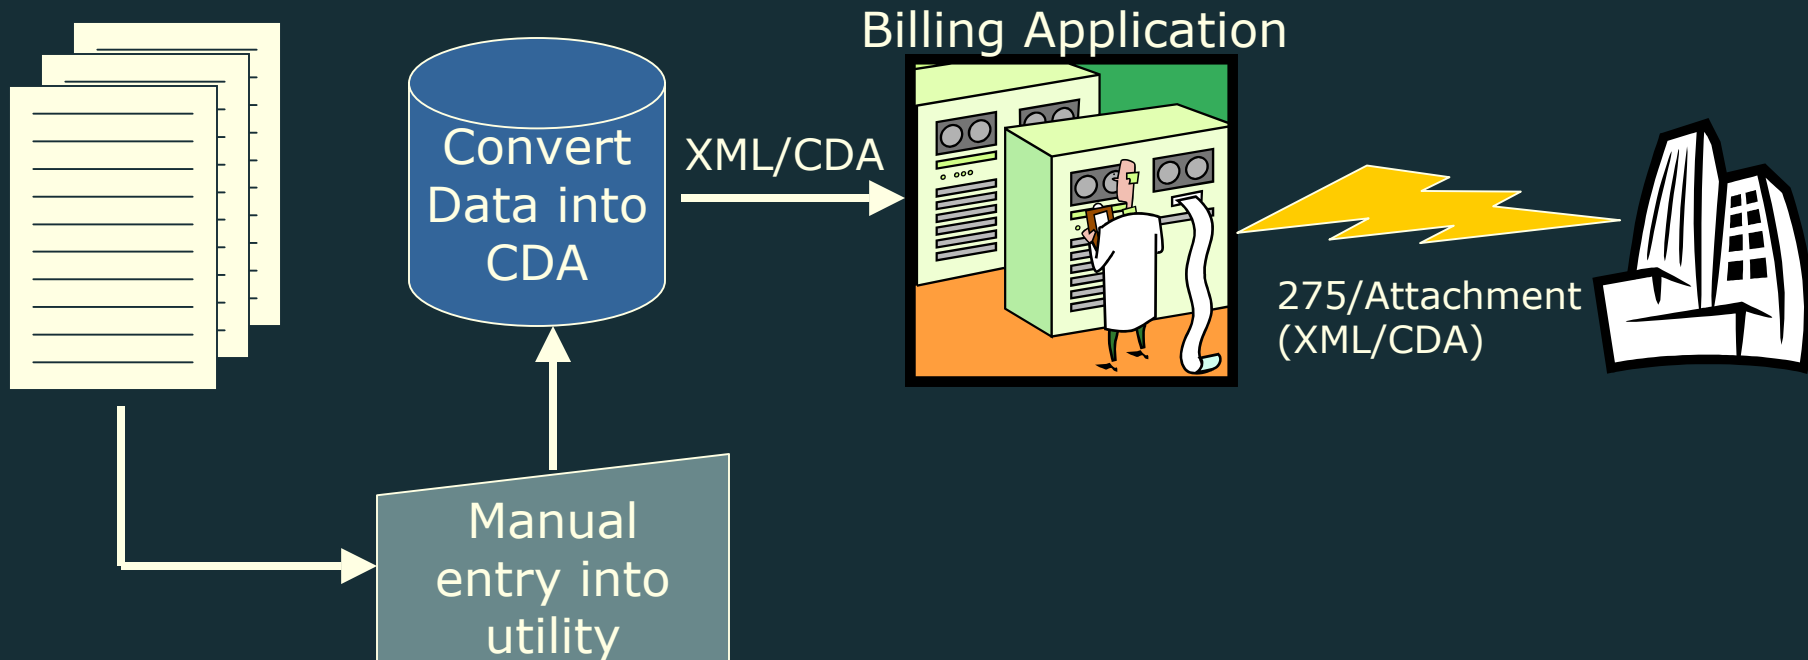 Billing Application
Convert
Data into
CDA
XML/CDA
275/Attachment
(XML/CDA)
Manual
entry into
utility